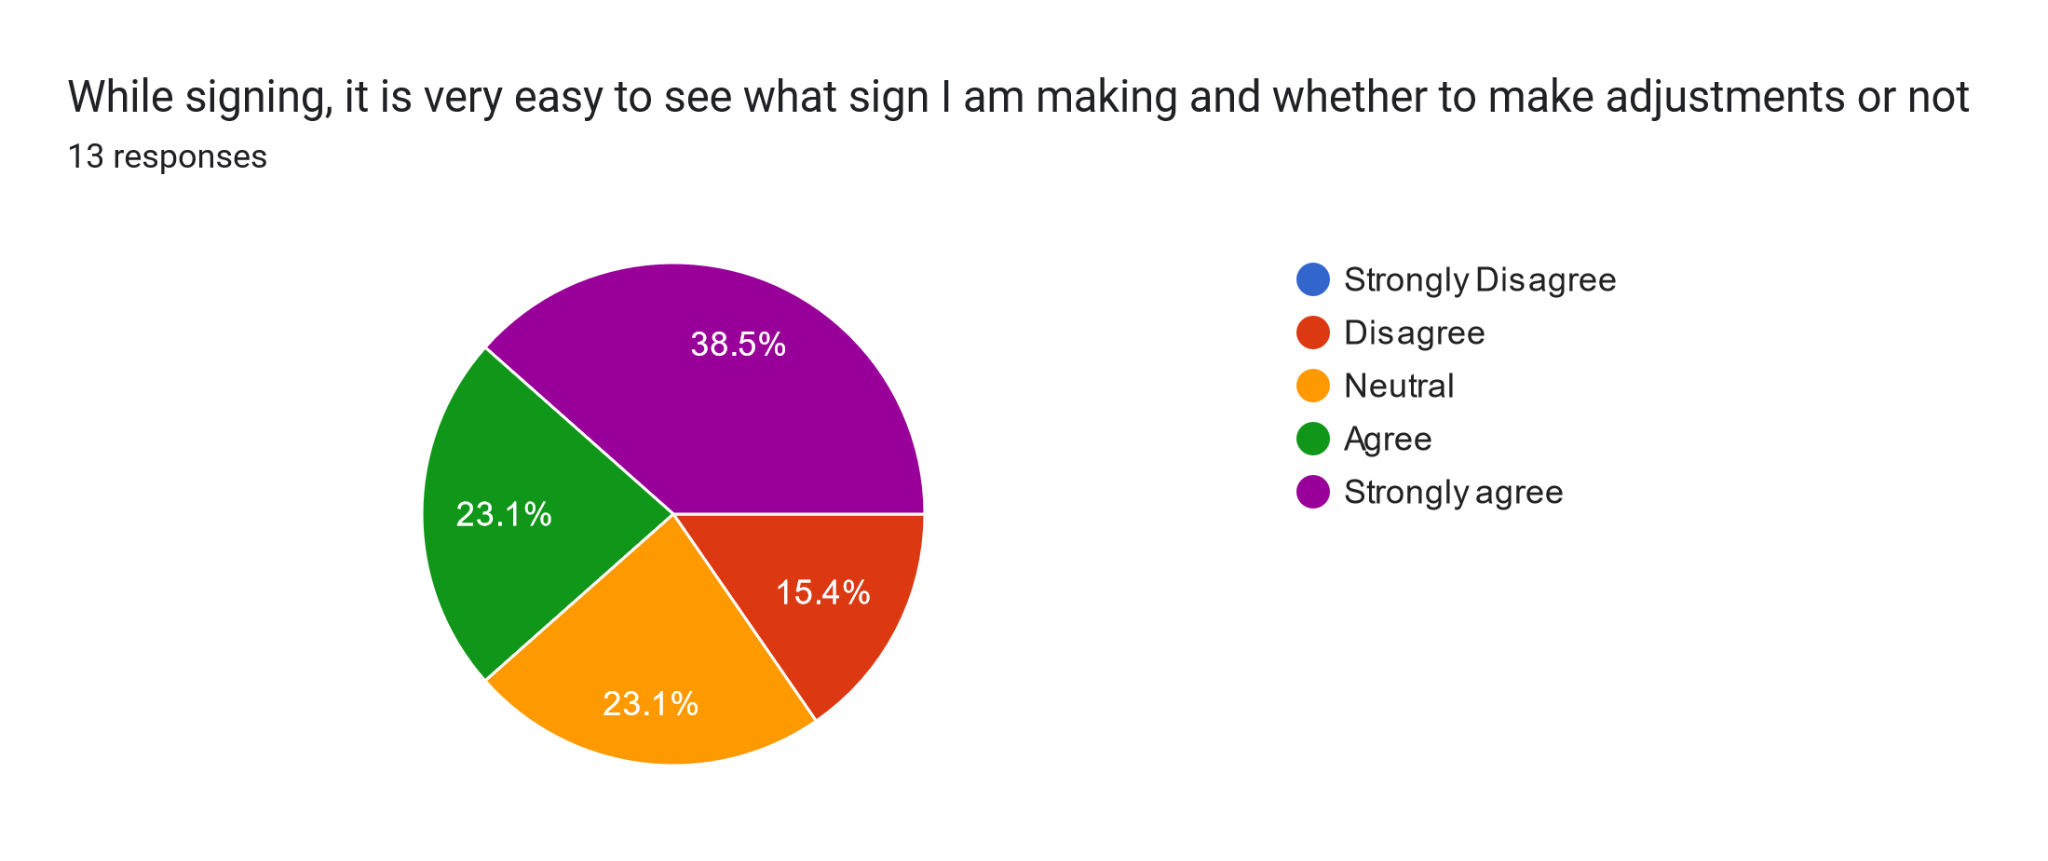 While signing, it is very easy to see what sign I am making and whether to make adjustments or not
13 responses
38.5%
23.1%
15.4%
23.1%
Strongly Disagree
Disagree
Neutral
Agree
Strongly agree